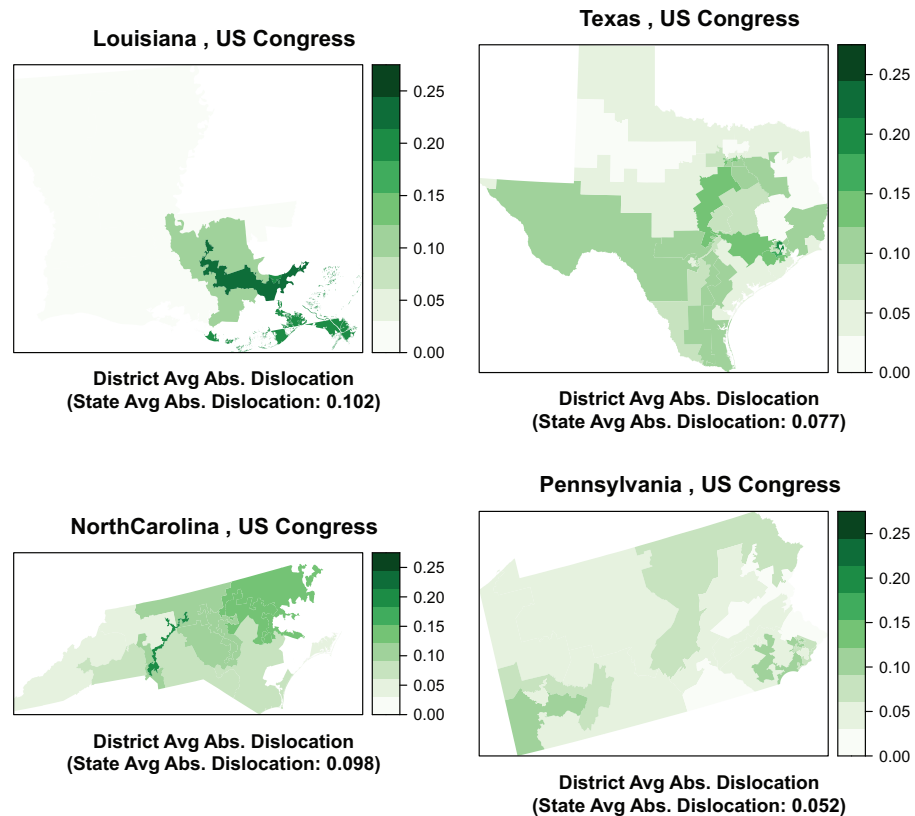 Louisiana , US Congress
0.25
0.20
0.15
0.10
0.05
0.00
District Avg Abs. Dislocation
(State Avg Abs. Dislocation: 0.102)
Texas , US Congress
0.25
0.20
0.15
0.10
0.05
0.00
District Avg Abs. Dislocation
(State Avg Abs. Dislocation: 0.077)
NorthCarolina , US Congress
0.25
0.20
0.15
0.10
0.05
0.00
District Avg Abs. Dislocation
(State Avg Abs. Dislocation: 0.098)
Pennsylvania , US Congress
0.25
0.20
0.15
0.10
0.05
0.00
District Avg Abs. Dislocation
(State Avg Abs. Dislocation: 0.052)